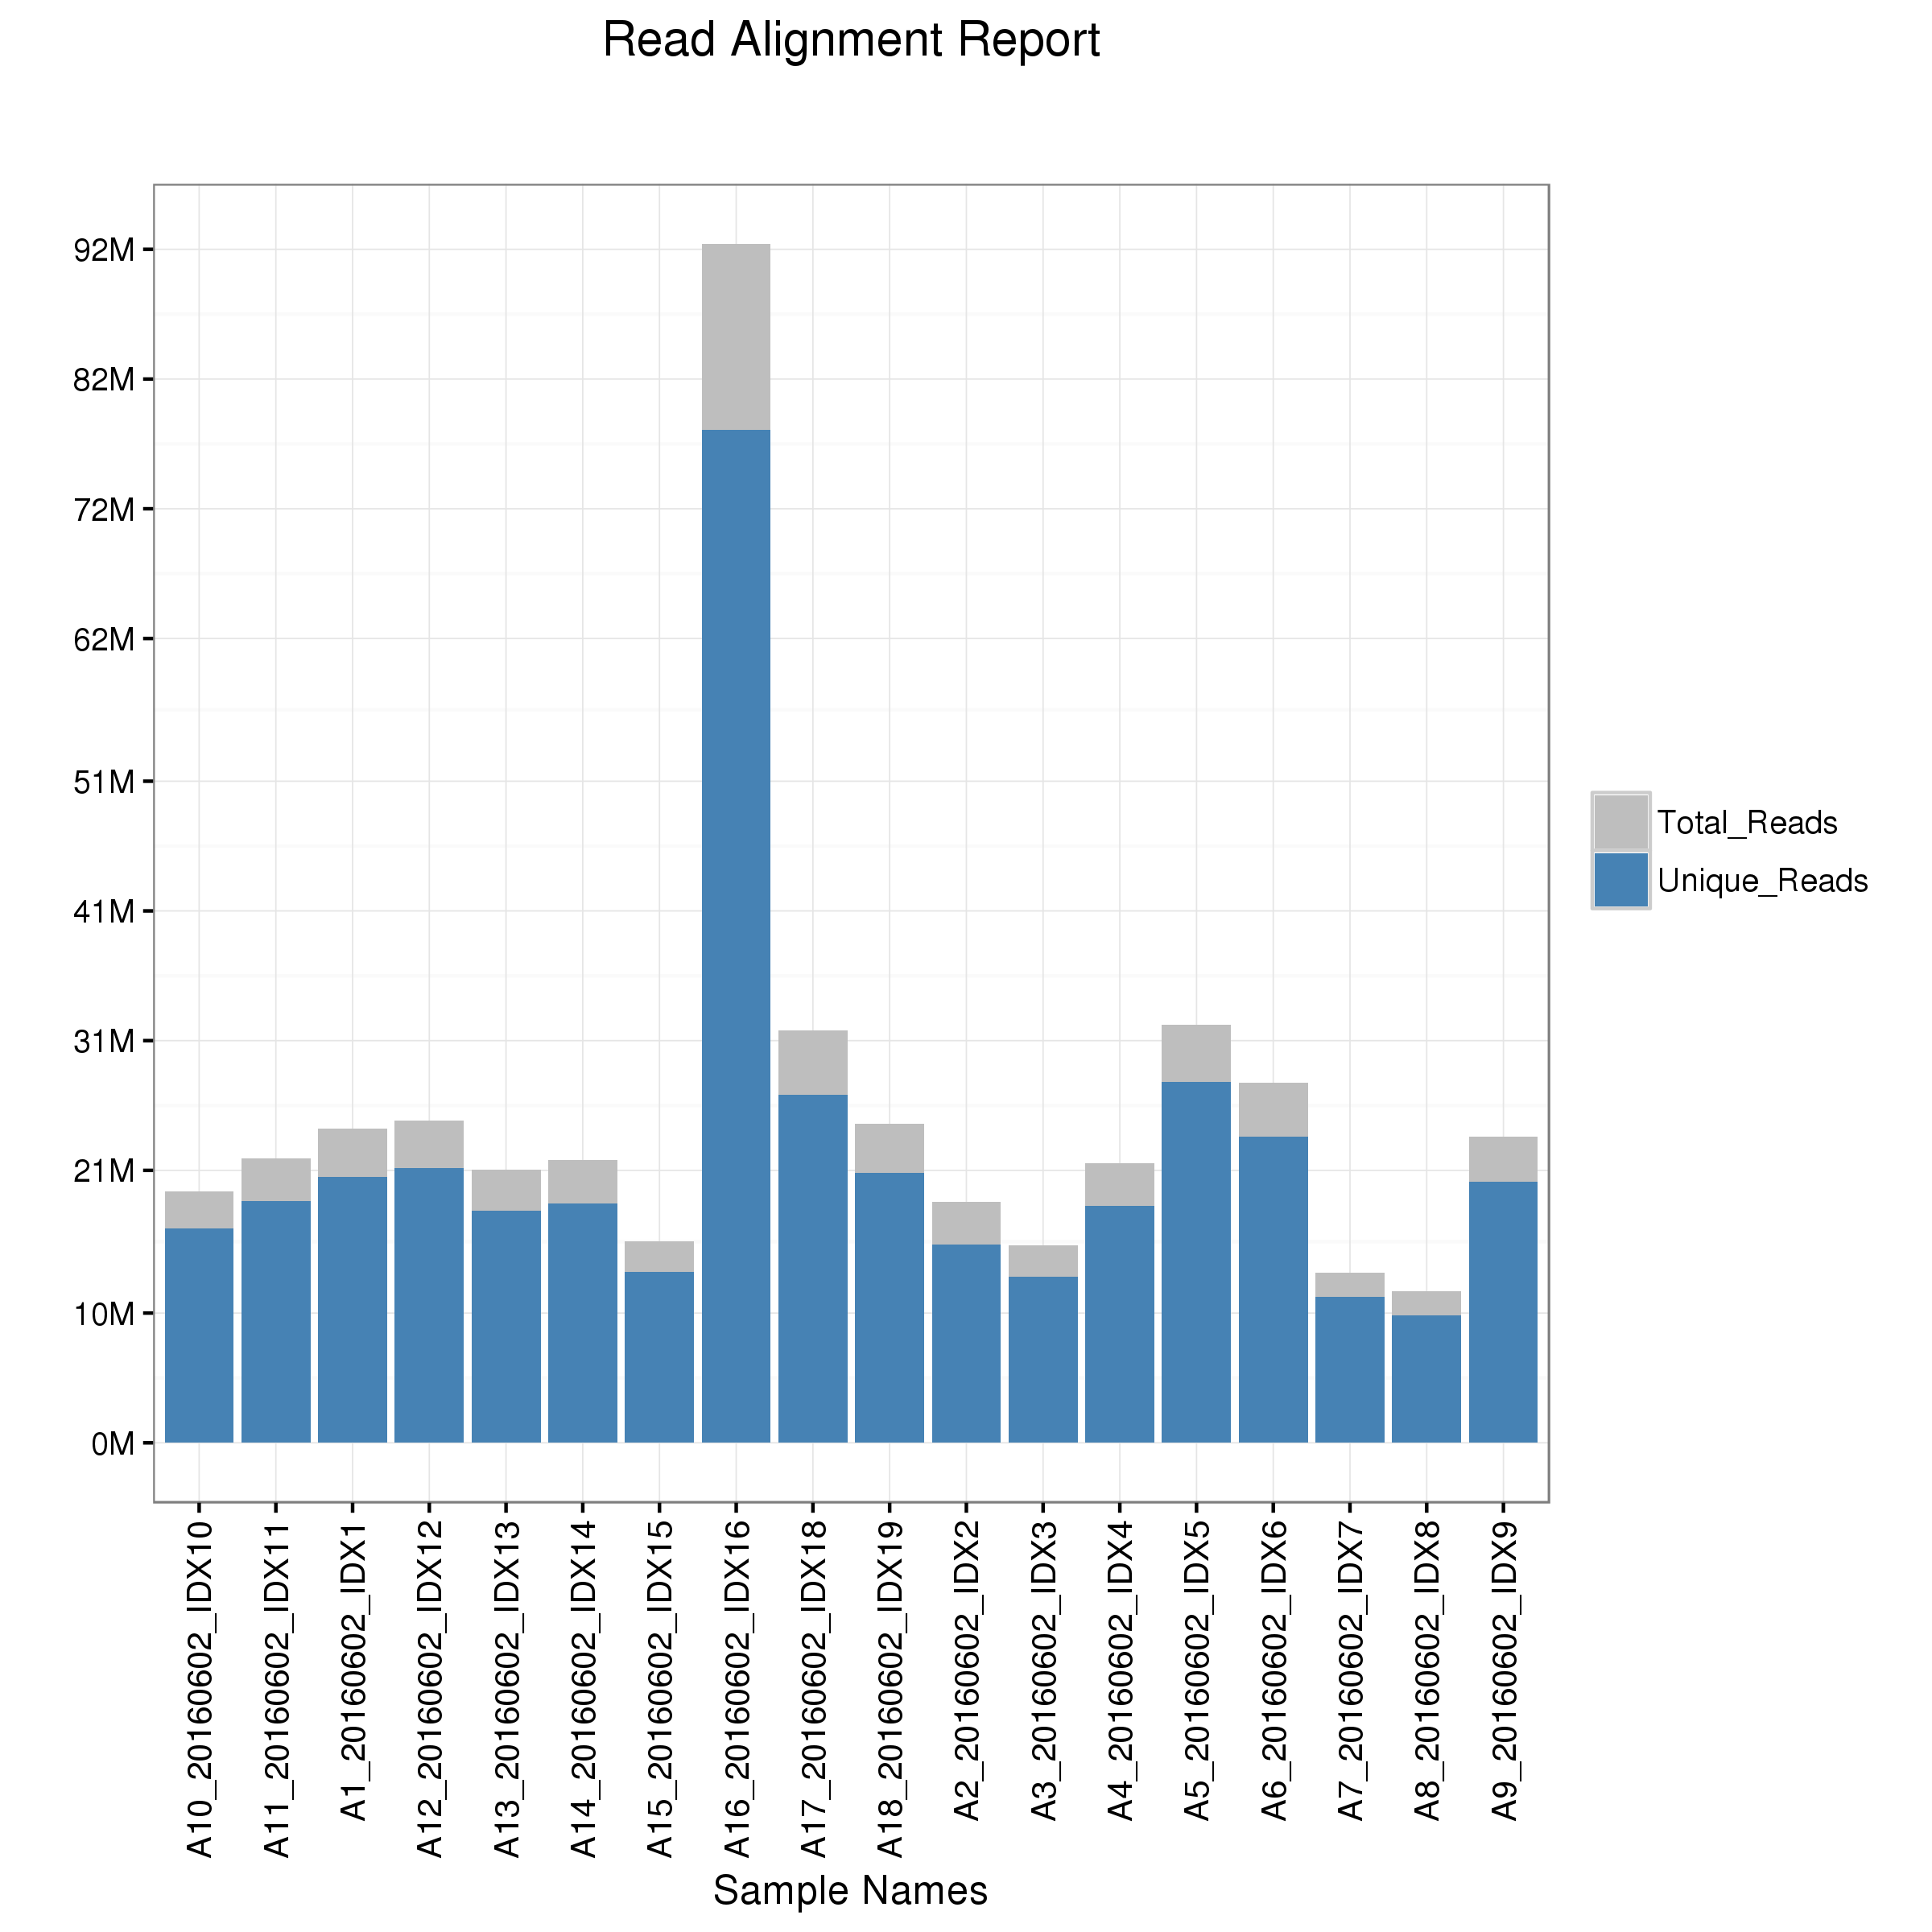 Read Alignment Report
92M
82M
72M
62M
51M
41M
31M
21M
10M
0M
Total_Reads
Unique_Reads
A10_20160602_IDX10
A11_20160602_IDX11
A1_20160602_IDX1
A12_20160602_IDX12
A13_20160602_IDX13
A14_20160602_IDX14
A15_20160602_IDX15
A16_20160602_IDX16
A17_20160602_IDX18
A18_20160602_IDX19
A2_20160602_IDX2
A3_20160602_IDX3
A4_20160602_IDX4
A5_20160602_IDX5
A6_20160602_IDX6
A7_20160602_IDX7
A8_20160602_IDX8
A9_20160602_IDX9
Sample Names